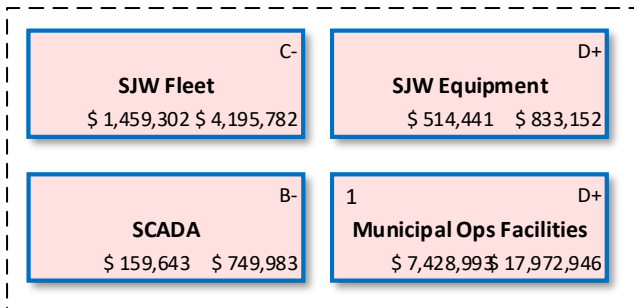 C-
SJW Fleet
$ 1,459,302 $ 4,195,782
D+
SJW Equipment
$ 514,441 $ 833,152
B-
SCADA
$ 159,643 $ 749,983
1 D+
Municipal Ops Facilities
$ 7,428,993 $ 17,972,946